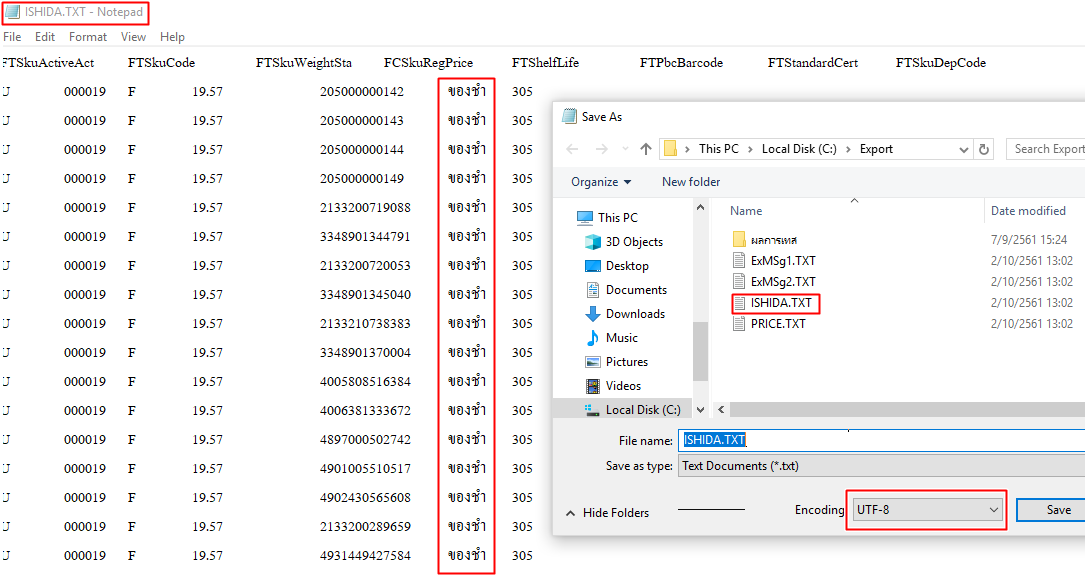 ISHIDA.TXT - Notepad
File Edit Format View Help
FTSkuActiveAct FTSkuCode FTSkuWeightSta FCSkuRegPrice FTShelfLife FTPbcBarcode FTStandardCert FTSkuDepCode
U 000019 F 19.57 205000000142 ของชำ 305
U 000019 F 19.57 205000000143 ของชำ 305
U 000019 F 19.57 205000000144 ของชำ 305
U 000019 F 19.57 205000000149 ของชำ 305
U 000019 F 19.57 2133200719088 ของชำ 305
U 000019 F 19.57 3348901344791 ของชำ 305
U 000019 F 19.57 2133200720053 ของชำ 305
U 000019 F 19.57 3348901345040 ของชำ 305
U 000019 F 19.57 2133210738383 ของชำ 305
U 000019 F 19.57 3348901370004 ของชำ 305
U 000019 F 19.57 4005808516384 ของชำ 305
U 000019 F 19.57 4006381333672 ของชำ 305
U 000019 F 19.57 4897000502742 ของชำ 305
U 000019 F 19.57 4901005510517 ของชำ 305
U 000019 F 19.57 4902430565608 ของชำ 305
U 000019 F 19.57 2133200289659 ของชำ 305
U 000019 F 19.57 4931449427584 ของชำ 305
Save As
This PC › Local Disk (C:) › Export
Search Export
Organize New folder
This PC
3D Objects
Desktop
Documents
Downloads
Music
Pictures
Videos
Local Disk (C:)
Name Date modified
ผลการเทส 7/9/2561 15:24
ExMSg1.TXT 2/10/2561 13:02
ExMSg2.TXT 2/10/2561 13:02
ISHIDA.TXT 2/10/2561 13:02
PRICE.TXT 2/10/2561 13:02
File name: ISHIDA.TXT
Save as type: Text Documents (*.txt)
Hide Folders Encoding UTF-8 Save